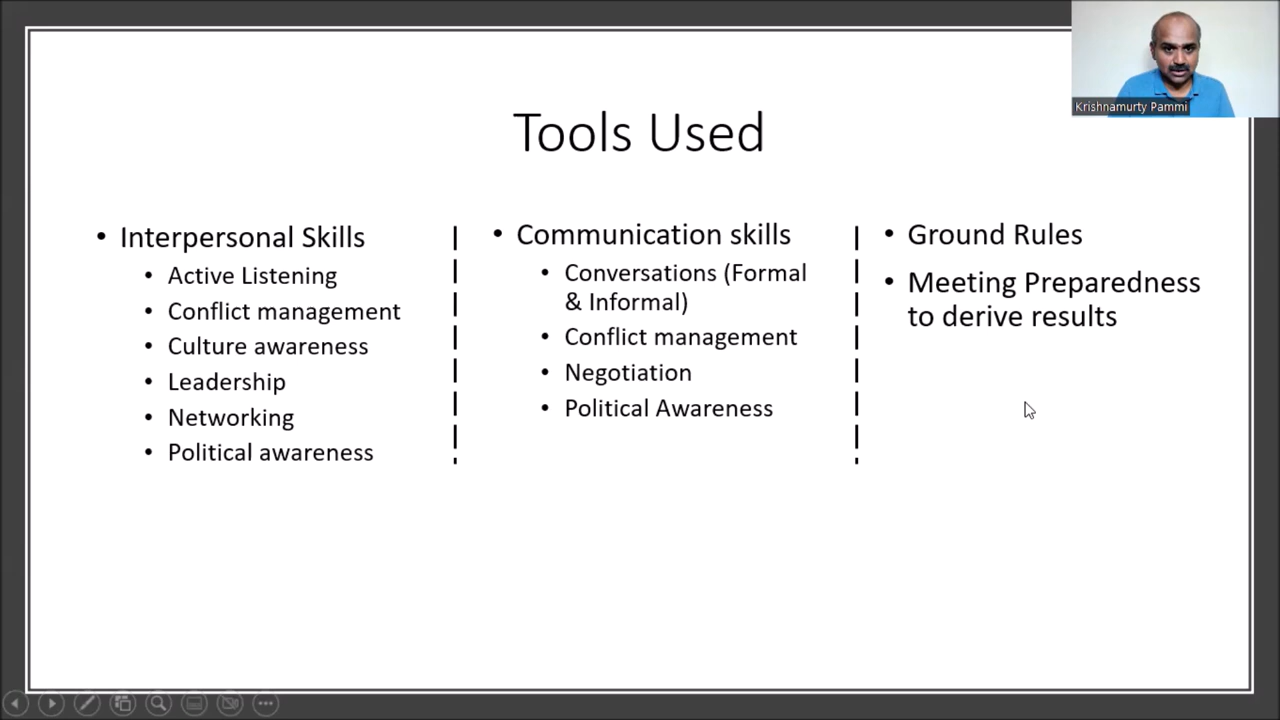 Krishnamurty Pammi
Tools Used
• Interpersonal Skills
• Active Listening
• Conflict management
• Culture awareness
• Leadership
• Networking
• Political awareness
• Communication skills
• Conversations (Formal
& Informal)
• Conflict management
• Negotiation
• Political Awareness
• Ground Rules
• Meeting Preparedness
to derive results